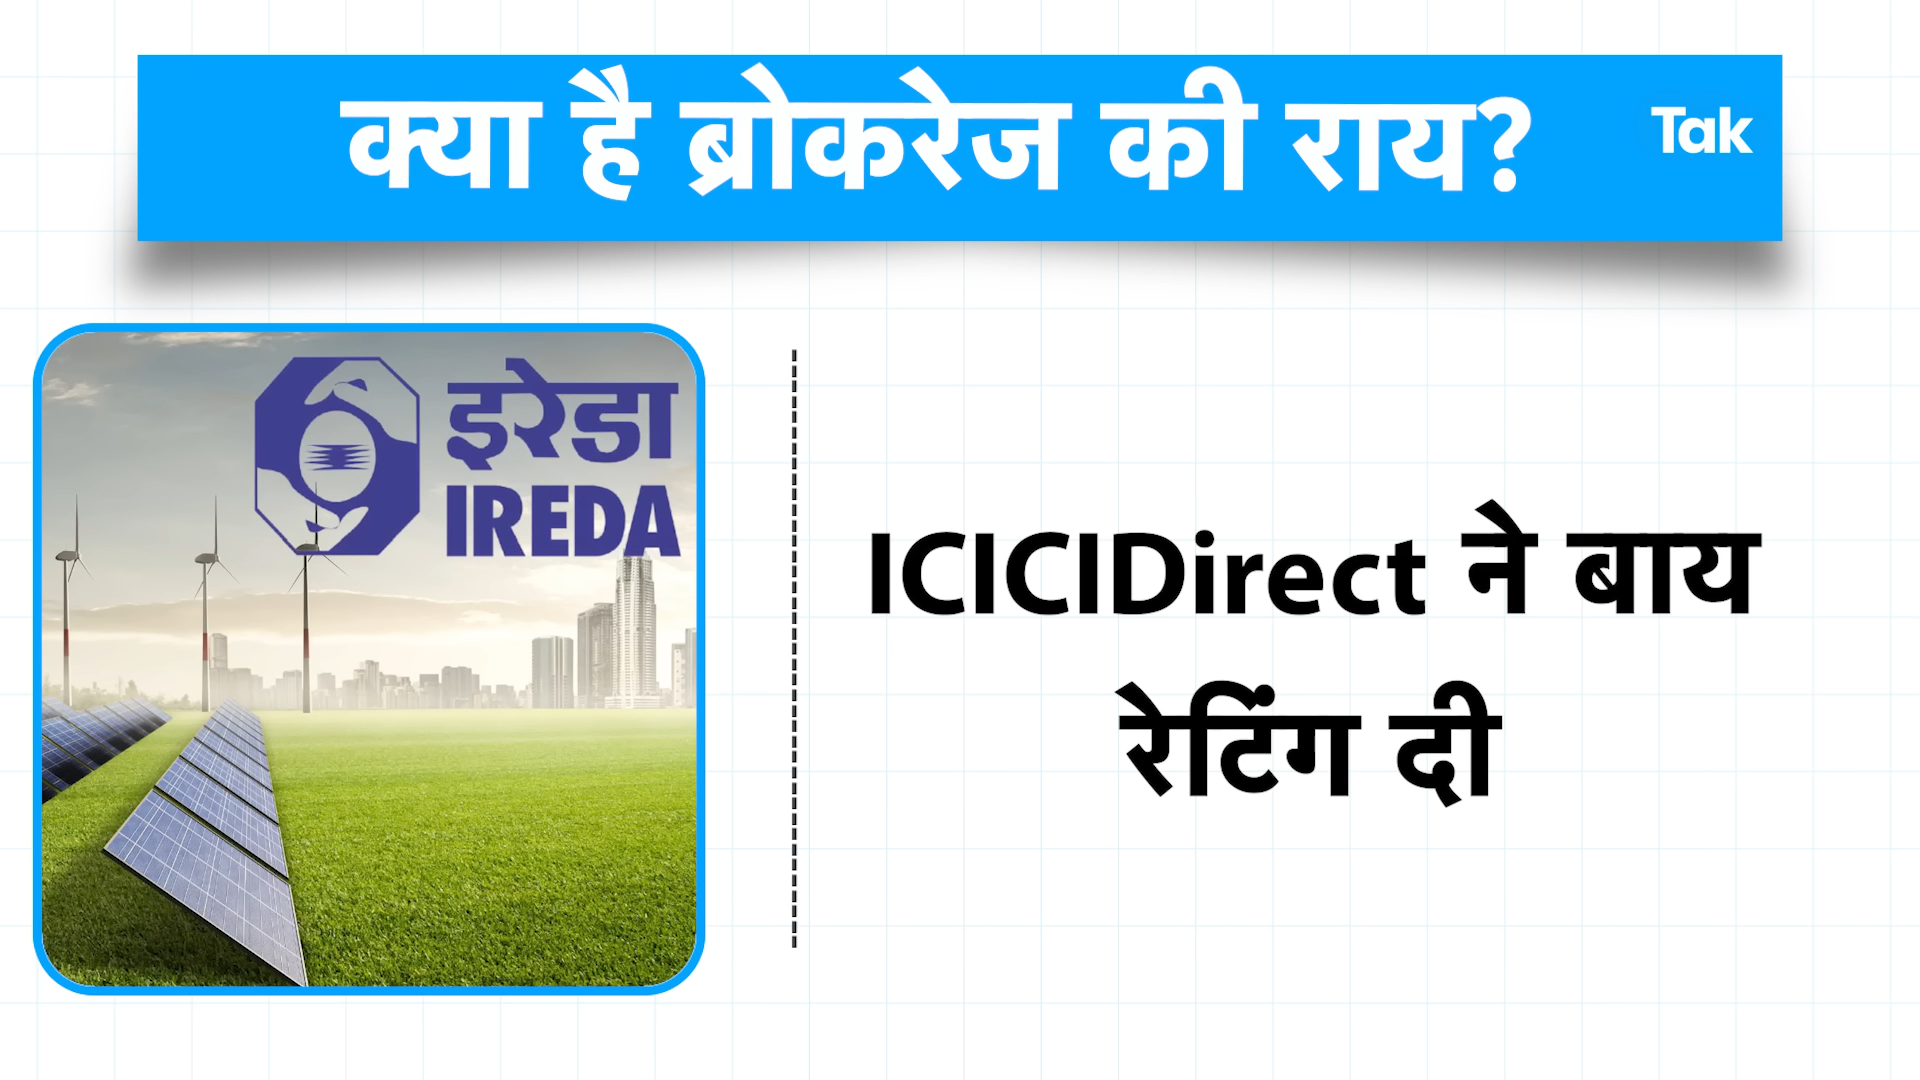 क्या है ब्रोकरेज की राय?
Tak
इरेडा
IREDA
ICICIDirect ने बाय
रेटिंग दी